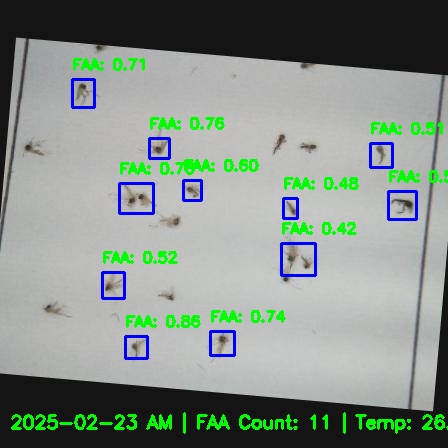 FAA: 0.71
FAA: 0.76
FAA: 0.51
FAA: 0.60
FAA: 0.48
FAA: 0.42
FAA: 0.52
FAA: 0.86
FAA: 0.74
2025-02-23 AM | FAA Count: 11 | Temp: 26